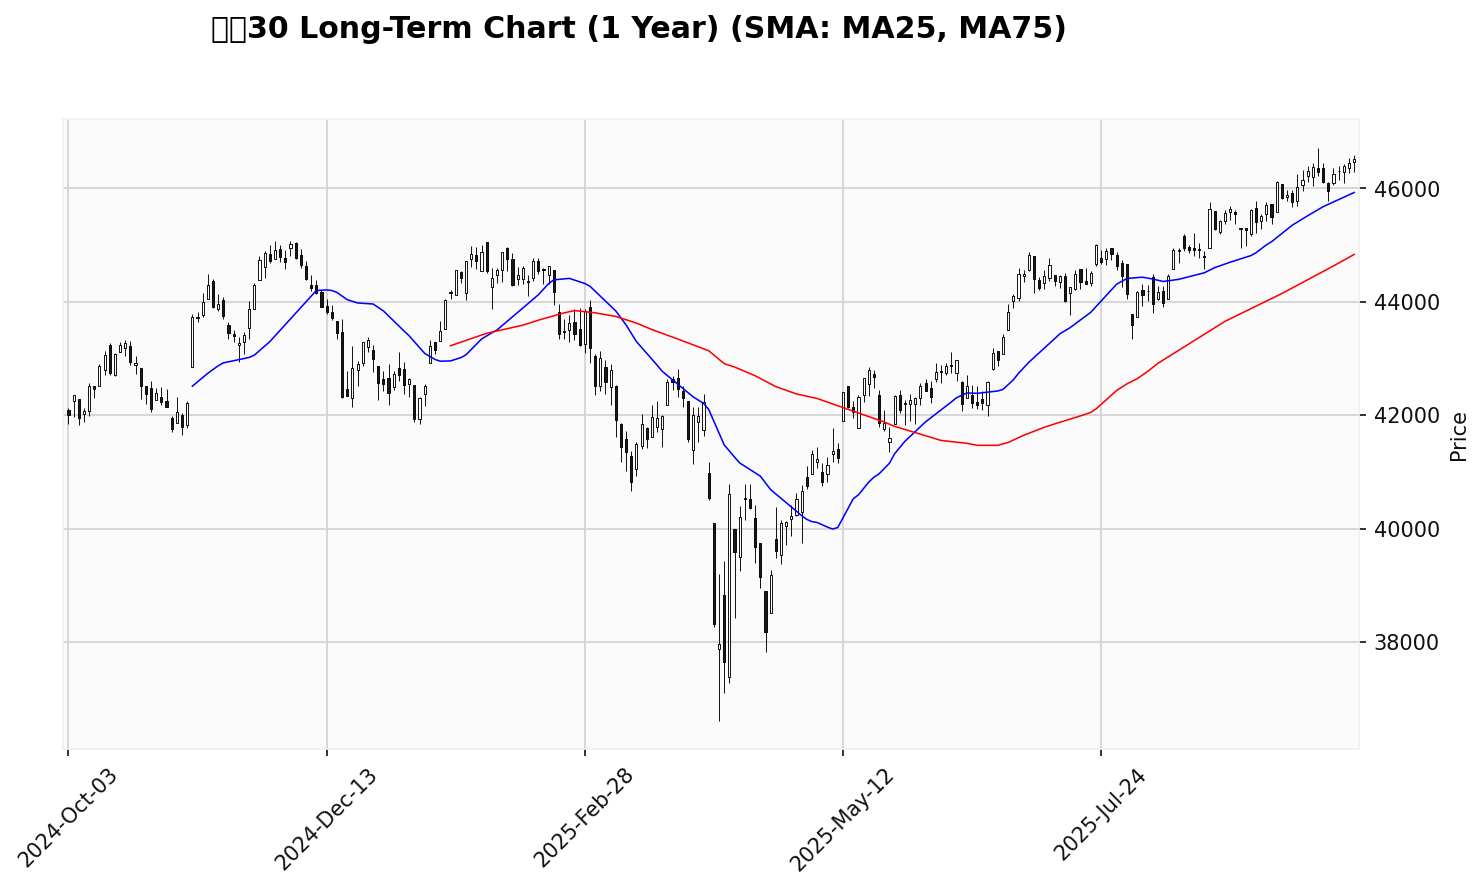 30 Long-Term Chart (1 Year) (SMA: MA25, MA75)
46000
44000
42000
40000
38000
Price
2024-Oct-03
2024-Dec-13
2025-Feb-28
2025-May-12
2025-Jul-24